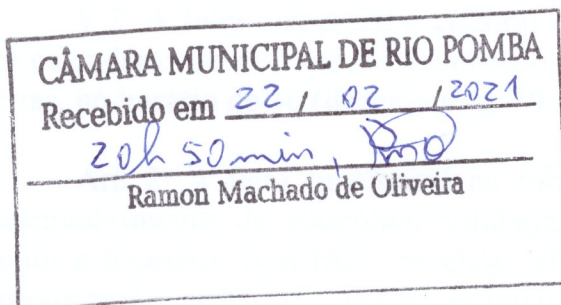 CÂMARA MUNICIPAL DE RIO POMBA
Recebido em 22 / 02 / 2021
20h 50min,
Ramon Machado de Oliveira